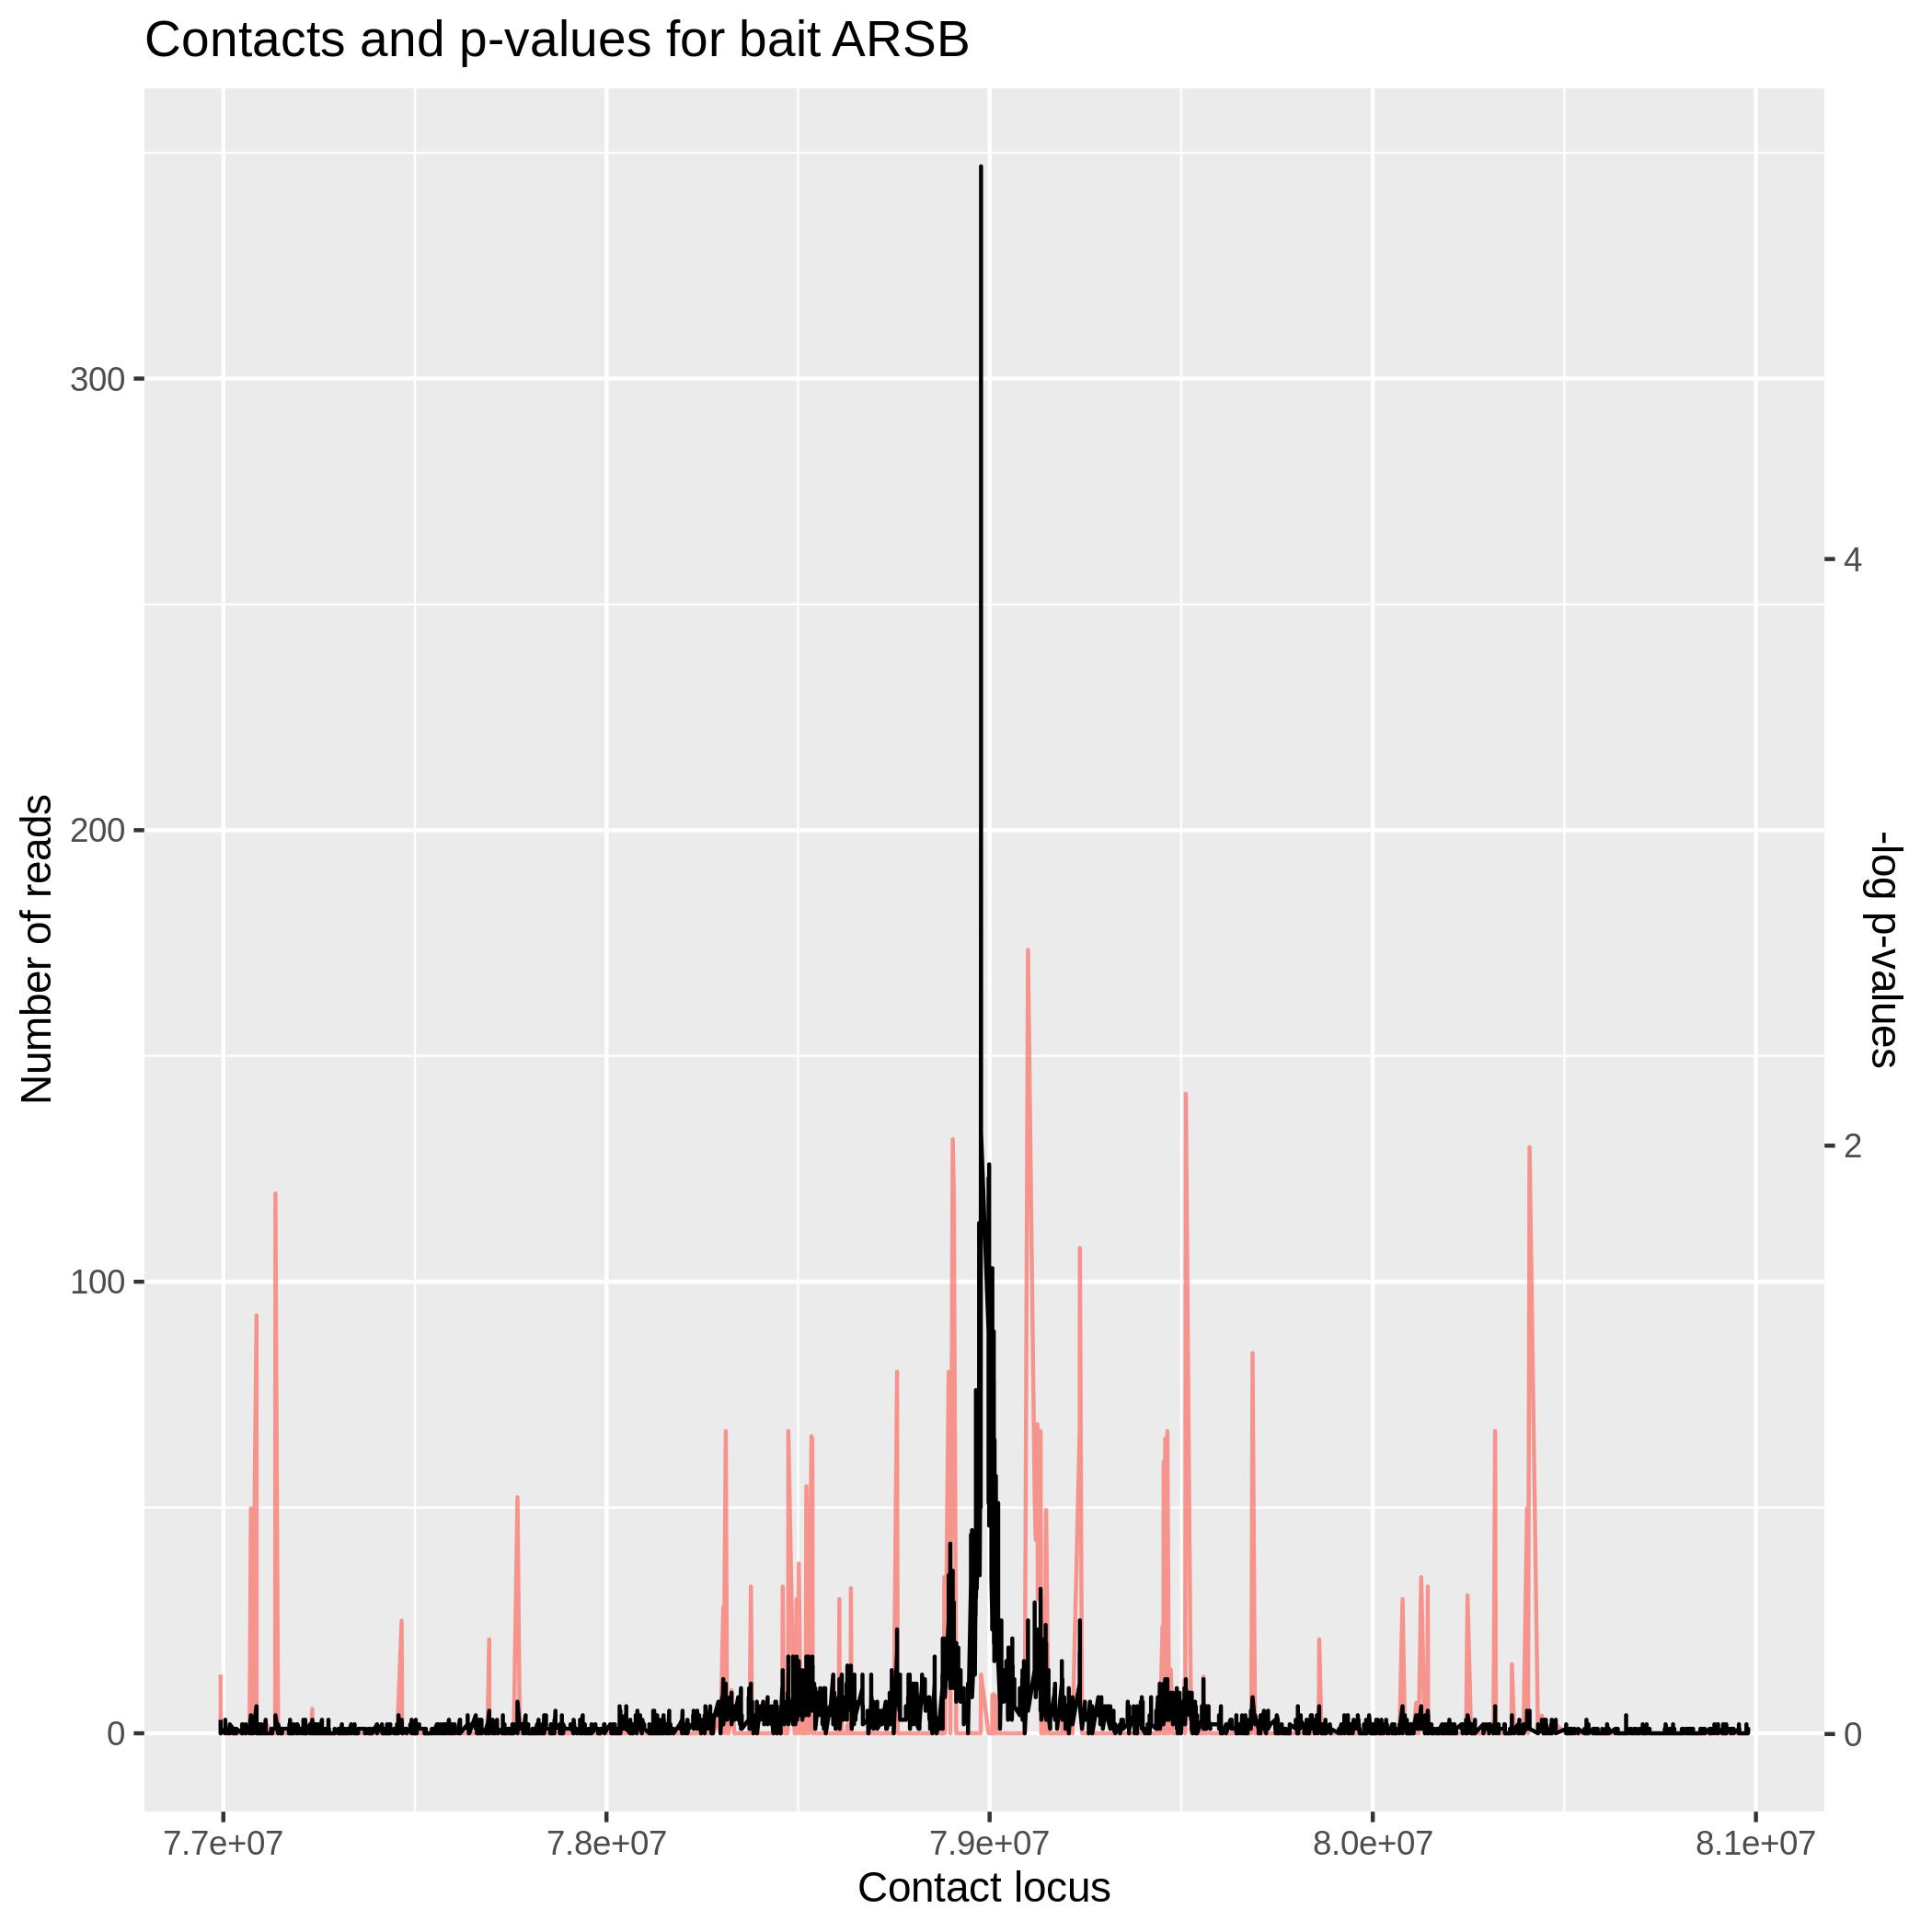 Contacts and p-values for bait ARSB
300
200
100
0
Number of reads
4
2
0
-log p-values
7.7e+07
7.8e+07
7.9e+07
8.0e+07
8.1e+07
Contact locus